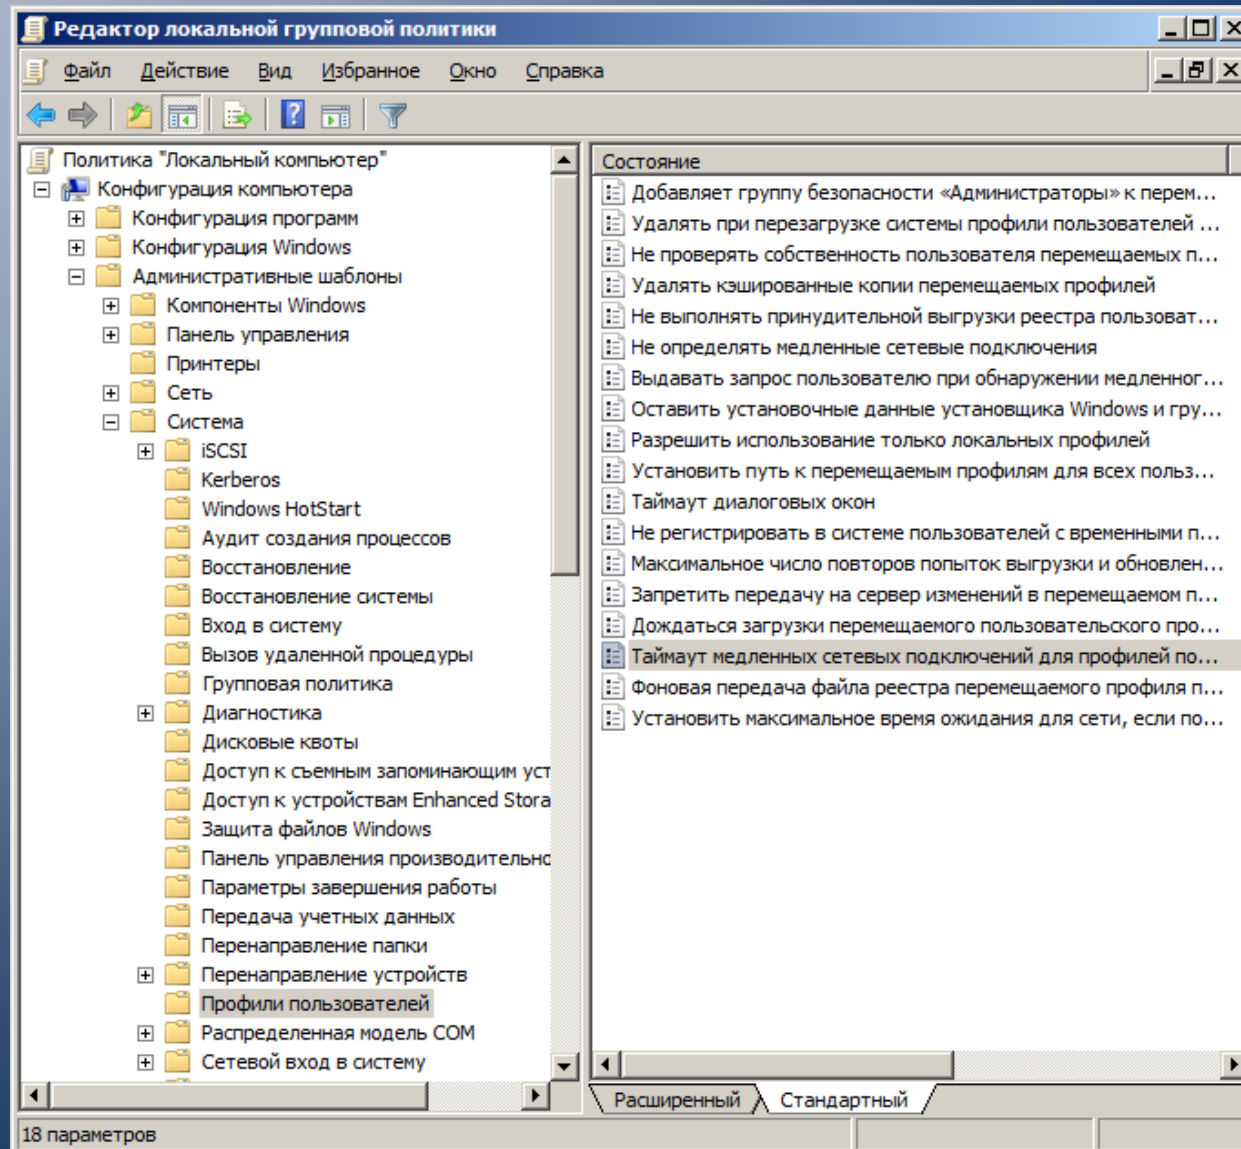 Редактор локальной групповой политики
Файл Действие Вид Избранное Окно Справка
Политика "Локальный компьютер"
Конфигурация компьютера
Конфигурация программ
Конфигурация Windows
Административные шаблоны
Компоненты Windows
Панель управления
Принтеры
Сеть
Система
iSCSI
Kerberos
Windows HotStart
Аудит создания процессов
Восстановление
Восстановление системы
Вход в систему
Вызов удаленной процедуры
Групповая политика
Диагностика
Дисковые квоты
Доступ к съемным запоминающим уст
Доступ к устройствам Enhanced Stora
Защита файлов Windows
Панель управления производительно
Параметры завершения работы
Передача учетных данных
Перенаправление папки
Перенаправление устройств
Профили пользователей
Распределенная модель COM
Сетевой вход в систему
Состояние
Добавляет группу безопасности «Администраторы» к перем...
Удалять при перезагрузке системы профили пользователей ...
Не проверять собственность пользователя перемещаемых п...
Удалять кэшированные копии перемещаемых профилей
Не выполнять принудительной выгрузки реестра пользоват...
Не определять медленные сетевые подключения
Выдавать запрос пользователю при обнаружении медленног...
Оставить установочные данные установщика Windows и гру...
Разрешить использование только локальных профилей
Установить путь к перемещаемым профилям для всех польз...
Таймаут диалоговых окон
Не регистрировать в системе пользователей с временными п...
Максимальное число повторов попыток выгрузки и обновлен...
Запретить передачу на сервер изменений в перемещаемом п...
Дождаться загрузки перемещаемого пользовательского про...
Таймаут медленных сетевых подключений для профилей по...
Фоновая передача файла реестра перемещаемого профиля п...
Установить максимальное время ожидания для сети, если по...
Расширенный Стандартный
18 параметров